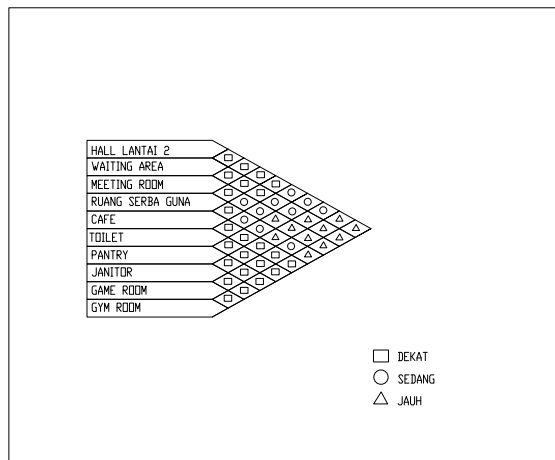 HALL LANTAI 2
WAITING AREA
MEETING ROOM
RUANG SERBA GUNA
CAFE
TOILET
PANTRY
JANITOR
GAME ROOM
GYM ROOM
DEKAT
SEDANG
JAUH